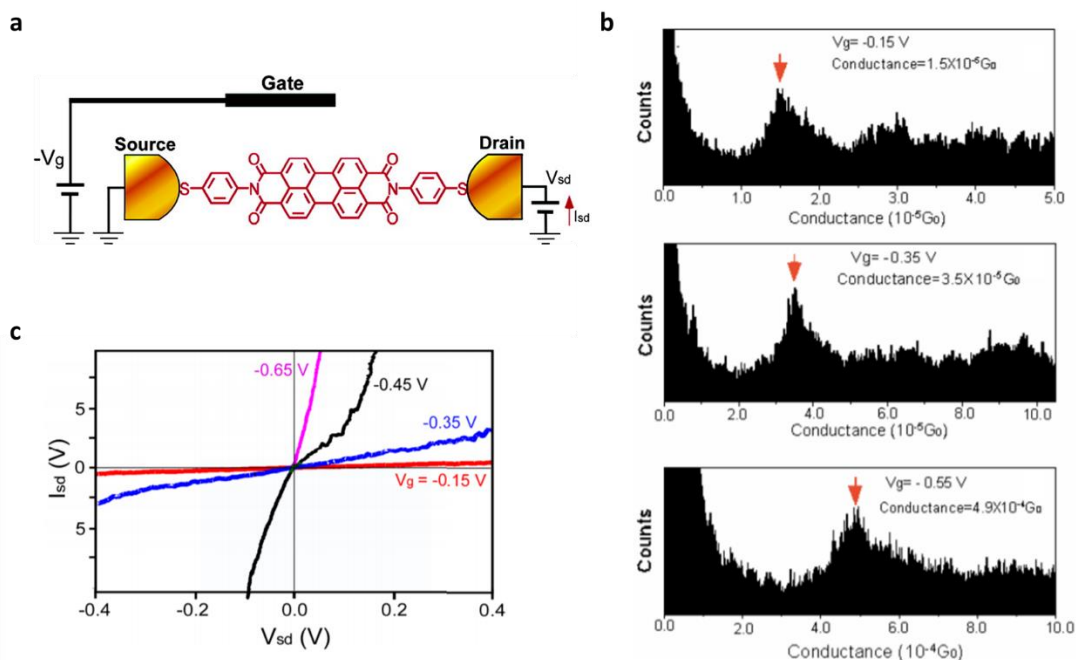 a
Gate
Source
Drain
-Vg
Vsd
Isd
S
N
N
S
O
O
O
O
b
Vg= -0.15 V
Conductance=1.5X10⁻⁵G₀
Counts
0.0 1.0 2.0 3.0 4.0 5.0
Conductance (10⁻⁵G₀)
Vg= -0.35 V
Conductance=3.5X10⁻⁵G₀
Counts
0.0 2.0 4.0 6.0 8.0 10.0
Conductance (10⁻⁵G₀)
Vg= - 0.55 V
Conductance=4.9X10⁻⁴G₀
Counts
0.0 2.0 4.0 6.0 8.0 10.0
Conductance (10⁻⁴G₀)
c
-0.65 V
-0.45 V
-0.35 V
Vg = -0.15 V
Isd (V)
5
0
5
-0.4 -0.2 0.0 0.2 0.4
Vsd (V)